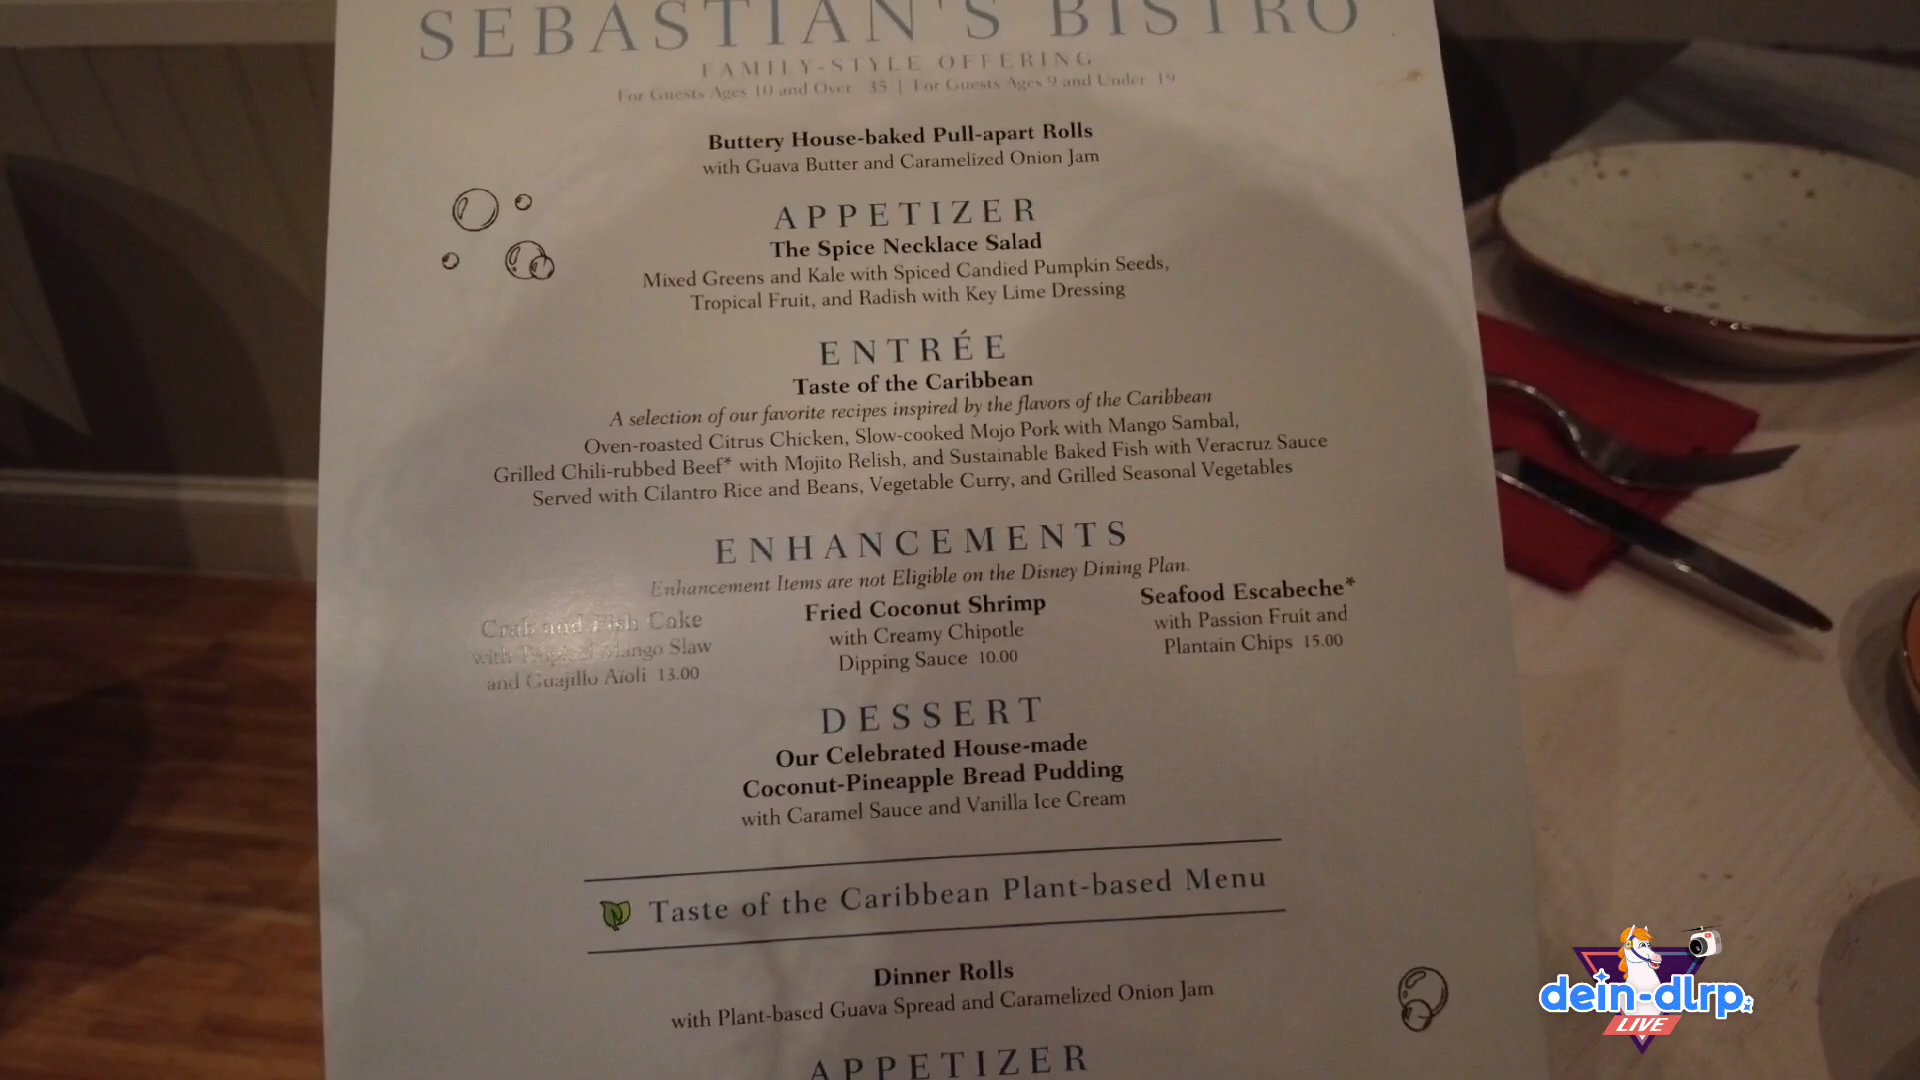 SEBASTIAN'S BISTRO
FAMILY-STYLE OFFERING
For Guests Ages 10 and Over 35 | For Guests Ages 9 and Under 19
Buttery House-baked Pull-apart Rolls
with Guava Butter and Caramelized Onion Jam
APPETIZER
The Spice Necklace Salad
Mixed Greens and Kale with Spiced Candied Pumpkin Seeds,
Tropical Fruit, and Radish with Key Lime Dressing
ENTRÉE
Taste of the Caribbean
A selection of our favorite recipes inspired by the flavors of the Caribbean
Oven-roasted Citrus Chicken, Slow-cooked Mojo Pork with Mango Sambal,
Grilled Chili-rubbed Beef* with Mojito Relish, and Sustainable Baked Fish with Veracruz Sauce
Served with Cilantro Rice and Beans, Vegetable Curry, and Grilled Seasonal Vegetables
ENHANCEMENTS
Enhancement Items are not Eligible on the Disney Dining Plan.
Crab and Fish Cake
with Tropical Mango Slaw
and Guajillo Aioli 13.00
Fried Coconut Shrimp
with Creamy Chipotle
Dipping Sauce 10.00
Seafood Escabeche*
with Passion Fruit and
Plantain Chips 15.00
DESSERT
Our Celebrated House-made
Coconut-Pineapple Bread Pudding
with Caramel Sauce and Vanilla Ice Cream
Taste of the Caribbean Plant-based Menu
Dinner Rolls
with Plant-based Guava Spread and Caramelized Onion Jam
APPETIZER
dein-dlrp
LIVE